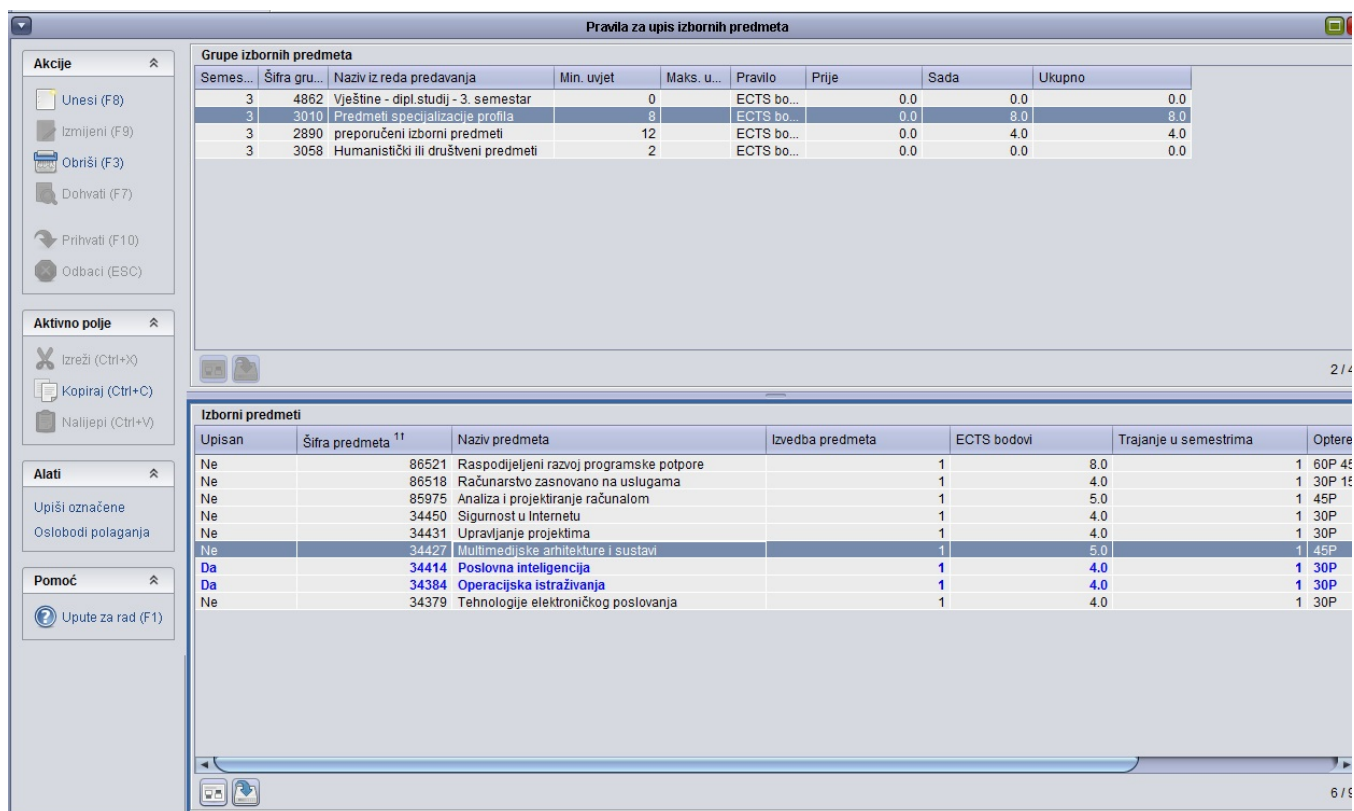 Pravila za upis izbornih predmeta
Akcije
Unesi (F8)
Izmijeni (F9)
Obriši (F3)
Dohvati (F7)
Prihvati (F10)
Odbaci (ESC)
Aktivno polje
Izreži (Ctrl+X)
Kopiraj (Ctrl+C)
Nalijepi (Ctrl+V)
Alati
Upiši označene
Oslobodi polaganja
Pomoć
Upute za rad (F1)
Grupe izbornih predmeta
Semes... Šifra gru... Naziv iz reda predavanja Min. uvjet Maks. u... Pravilo Prije Sada Ukupno
3 4862 Vještine - dipl.studij - 3. semestar 0 ECTS bo... 0.0 0.0 0.0
3 3010 Predmeti specijalizacije profila 8 ECTS bo... 0.0 8.0 8.0
3 2890 preporučeni izborni predmeti 12 ECTS bo... 0.0 4.0 4.0
3 3058 Humanistički ili društveni predmeti 2 ECTS bo... 0.0 0.0 0.0
2 / 4
Izborni predmeti
Upisan Šifra predmeta 1↑ Naziv predmeta Izvedba predmeta ECTS bodovi Trajanje u semestrima Optere
Ne 86521 Raspodijeljeni razvoj programske potpore 1 8.0 1 60P 45
Ne 86518 Računarstvo zasnovano na uslugama 1 4.0 1 30P 15
Ne 85975 Analiza i projektiranje računalom 1 5.0 1 45P
Ne 34450 Sigurnost u Internetu 1 4.0 1 30P
Ne 34431 Upravljanje projektima 1 4.0 1 30P
Ne 34427 Multimedijske arhitekture i sustavi 1 5.0 1 45P
Da 34414 Poslovna inteligencija 1 4.0 1 30P
Da 34384 Operacijska istraživanja 1 4.0 1 30P
Ne 34379 Tehnologije elektroničkog poslovanja 1 4.0 1 30P
6 / 9